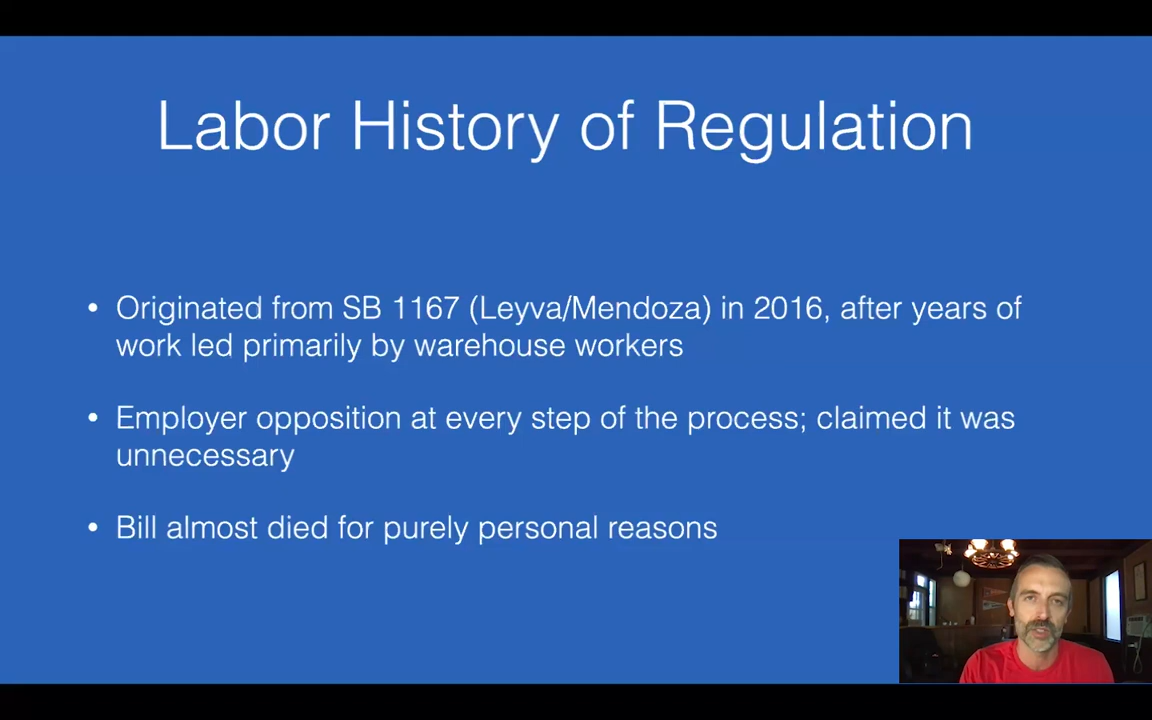 Labor History of Regulation
• Originated from SB 1167 (Leyva/Mendoza) in 2016, after years of
work led primarily by warehouse workers
• Employer opposition at every step of the process; claimed it was
unnecessary
• Bill almost died for purely personal reasons